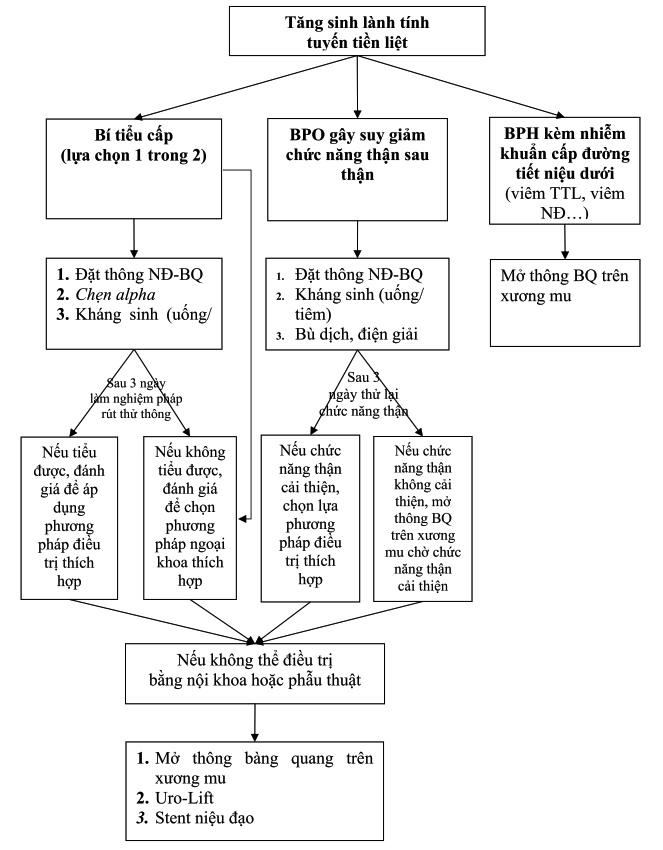 Tăng sinh lành tính
tuyến tiền liệt
Bí tiểu cấp
(lựa chọn 1 trong 2)
BPO gây suy giảm
chức năng thận sau
thận
BPH kèm nhiễm
khuẩn cấp đường
tiết niệu dưới
(viêm TTL, viêm
NĐ…)
1. Đặt thông NĐ-BQ
2. Chẹn alpha
3. Kháng sinh (uống/
1. Đặt thông NĐ-BQ
2. Kháng sinh (uống/
tiêm)
3. Bù dịch, điện giải
Mở thông BQ trên
xương mu
Sau 3 ngày
làm nghiệm pháp
rút thử thông
Sau 3
ngày thử lại
chức năng thận
Nếu tiểu
được, đánh
giá để áp
dụng
phương
pháp điều
trị thích
hợp
Nếu không
tiểu được,
đánh giá
để chọn
phương
pháp ngoại
khoa thích
hợp
Nếu chức
năng thận
cải thiện,
chọn lựa
phương
pháp điều
trị thích
hợp
Nếu chức
năng thận
không cải
thiện, mở
thông BQ
trên xương
mu chờ chức
năng thận
cải thiện
Nếu không thể điều trị
bằng nội khoa hoặc phẫu thuật
1. Mở thông bàng quang trên
xương mu
2. Uro-Lift
3. Stent niệu đạo